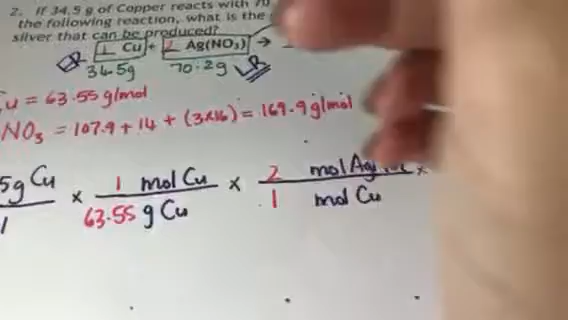 2. If 34.5 g of Copper reacts with 70
the following reaction, what is the
silver that can be produced?
ER 1 Cu + 2 Ag(NO₃) →
34.5g 70.2g LR
Cu = 63.55 g/mol
NO₃ = 107.9 + 14 + (3x16) = 169.9 g/mol
5g Cu × 1 mol Cu × 2 mol Ag ×
1 63.55 g Cu 1 mol Cu